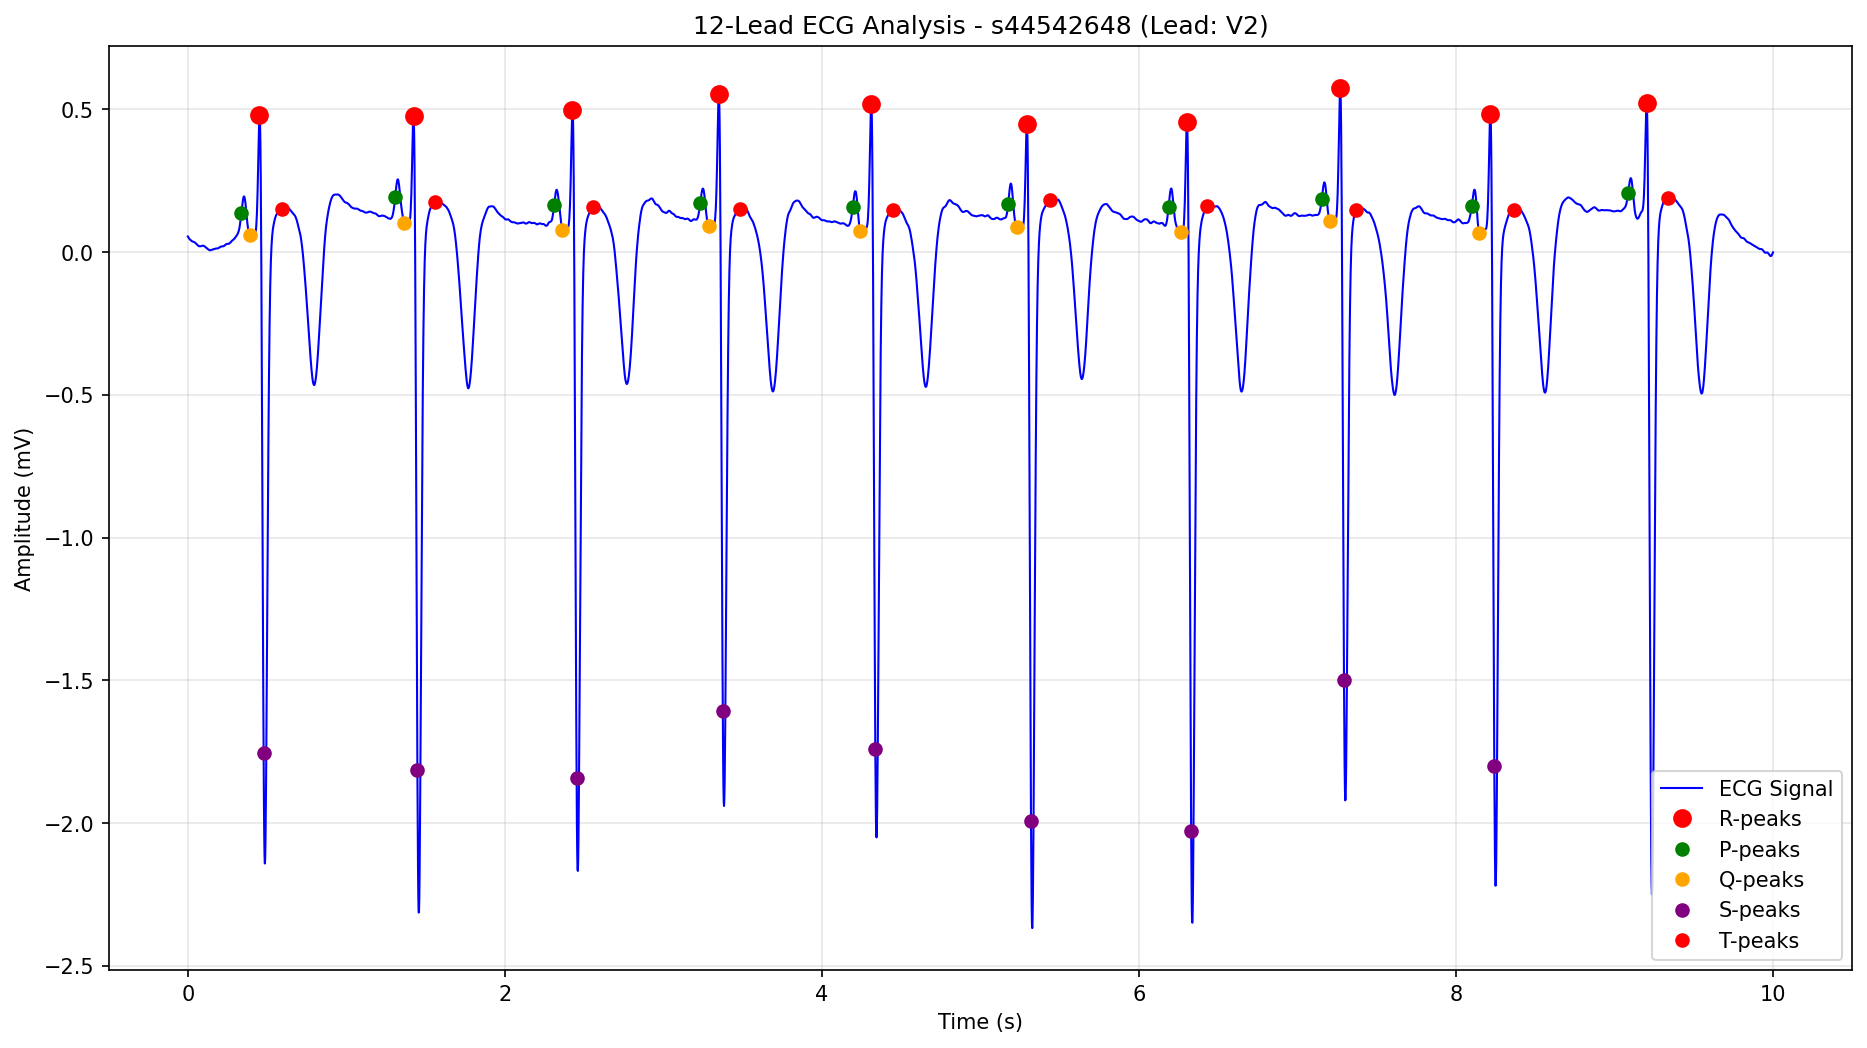 12-Lead ECG Analysis - s44542648 (Lead: V2)
Amplitude (mV)
0.5
0.0
−0.5
−1.0
−1.5
−2.0
−2.5
ECG Signal
R-peaks
P-peaks
Q-peaks
S-peaks
T-peaks
0 2 4 6 8 10
Time (s)